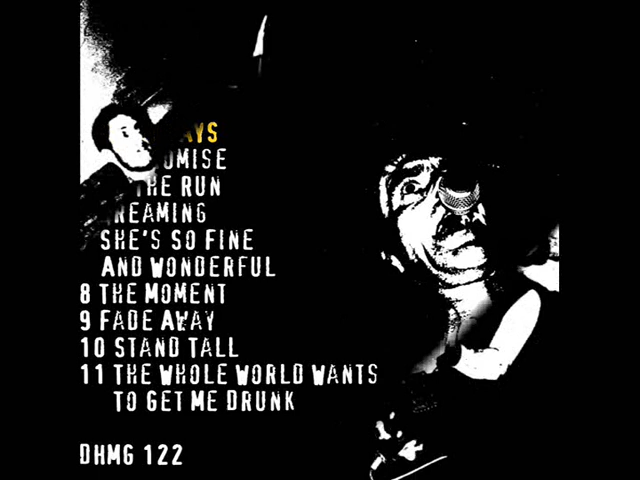 AYS
OMISE
THE RUN
REAMING
SHE'S SO FINE
AND WONDERFUL
8 THE MOMENT
9 FADE AWAY
10 STAND TALL
11 THE WHOLE WORLD WANTS
TO GET ME DRUNK
DHMG 122